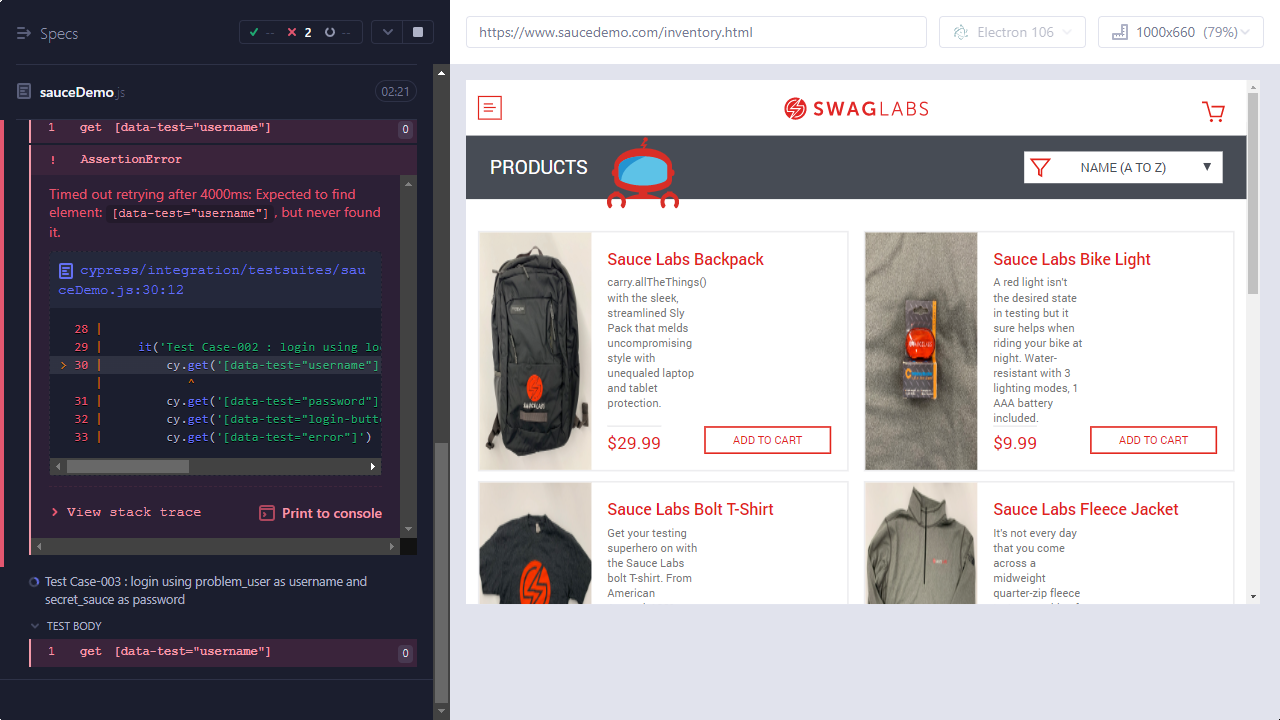 Specs
-- 2 --
sauceDemo.js
02:21
1 get [data-test="username"] 0
! AssertionError
Timed out retrying after 4000ms: Expected to find
element: [data-test="username"], but never found
it.
cypress/integration/testsuites/sau
ceDemo.js:30:12
28 |
29 | it('Test Case-002 : login using lo
> 30 | cy.get('[data-test="username"]
| ^
31 | cy.get('[data-test="password"]
32 | cy.get('[data-test="login-butt
33 | cy.get('[data-test="error"]')
> View stack trace
Print to console
Test Case-003 : login using problem_user as username and
secret_sauce as password
TEST BODY
1 get [data-test="username"] 0
https://www.saucedemo.com/inventory.html
Electron 106
1000x660 (79%)
SWAGLABS
PRODUCTS
NAME (A TO Z)
Sauce Labs Backpack
carry.allTheThings()
with the sleek,
streamlined Sly
Pack that melds
uncompromising
style with
unequaled laptop
and tablet
protection.
$29.99
ADD TO CART
Sauce Labs Bike Light
A red light isn't
the desired state
in testing but it
sure helps when
riding your bike at
night. Water-
resistant with 3
lighting modes, 1
AAA battery
included.
$9.99
ADD TO CART
Sauce Labs Bolt T-Shirt
Get your testing
superhero on with
the Sauce Labs
bolt T-shirt. From
American
Sauce Labs Fleece Jacket
It's not every day
that you come
across a
midweight
quarter-zip fleece